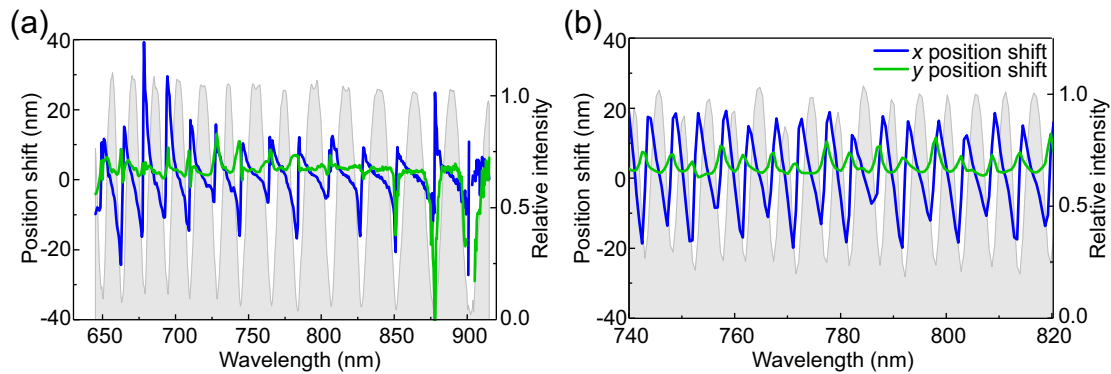 (a)
40
20
0
-20
-40
Position shift (nm)
1.0
0.5
0.0
Relative intensity
650 700 750 800 850 900
Wavelength (nm)
(b)
40
20
0
-20
-40
Position shift (nm)
x position shift
y position shift
1.0
0.5
0.0
Relative intensity
740 760 780 800 820
Wavelength (nm)